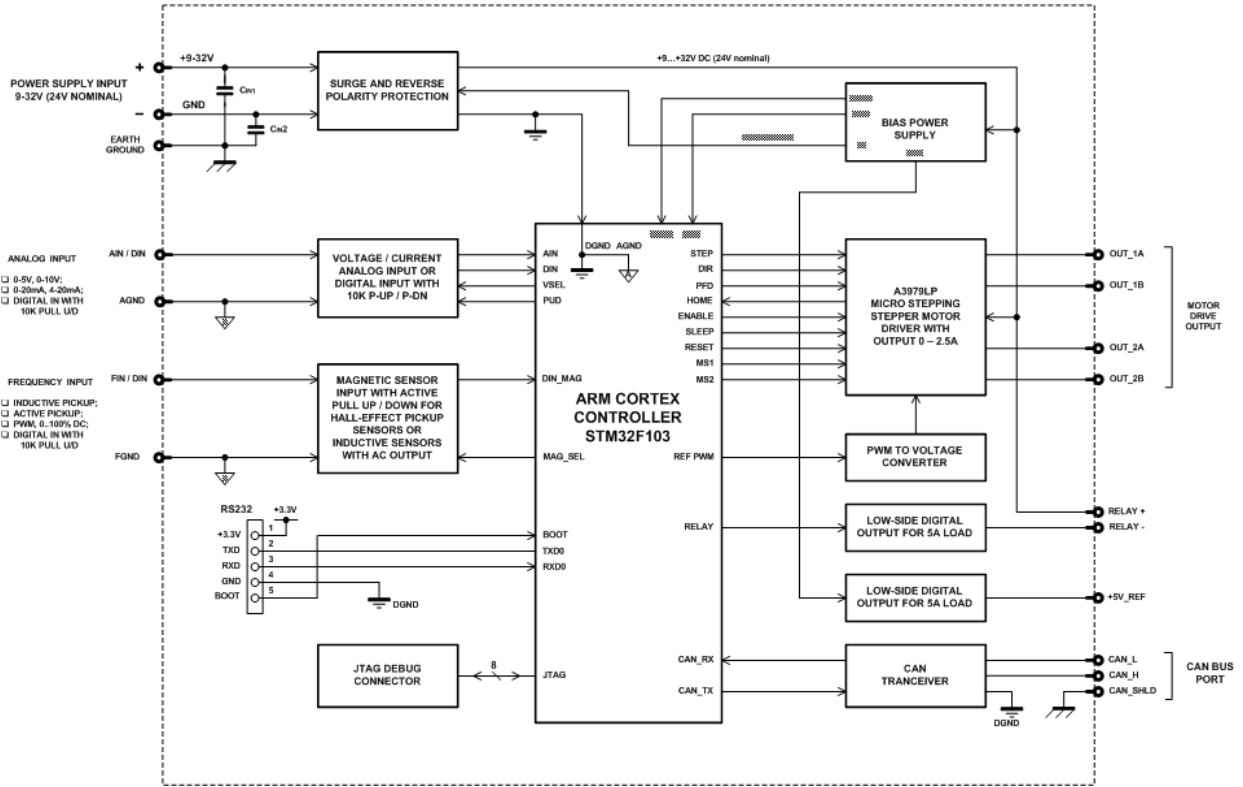 +9-32V
+9...+32V DC (24V nominal)
POWER SUPPLY INPUT
9-32V (24V NOMINAL)
+
−
GND
EARTH
GROUND
CIN1
CIN2
SURGE AND REVERSE
POLARITY PROTECTION
BIAS POWER
SUPPLY
ANALOG INPUT
❑ 0-5V, 0-10V;
❑ 0-20mA, 4-20mA;
❑ DIGITAL IN WITH
10K PULL U/D
AIN / DIN
AGND
VOLTAGE / CURRENT
ANALOG INPUT OR
DIGITAL INPUT WITH
10K P-UP / P-DN
AIN
DIN
VSEL
PUD
DGND AGND
A
STEP
DIR
PFD
HOME
ENABLE
SLEEP
RESET
MS1
MS2
A3979LP
MICRO STEPPING
STEPPER MOTOR
DRIVER WITH
OUTPUT 0 – 2.5A
OUT_1A
OUT_1B
OUT_2A
OUT_2B
MOTOR
DRIVE
OUTPUT
FREQUENCY INPUT
❑ INDUCTIVE PICKUP;
❑ ACTIVE PICKUP;
❑ PWM, 0..100% DC;
❑ DIGITAL IN WITH
10K PULL U/D
FIN / DIN
FGND
MAGNETIC SENSOR
INPUT WITH ACTIVE
PULL UP / DOWN FOR
HALL-EFFECT PICKUP
SENSORS OR
INDUCTIVE SENSORS
WITH AC OUTPUT
DIN_MAG
MAG_SEL
ARM CORTEX
CONTROLLER
STM32F103
REF PWM
PWM TO VOLTAGE
CONVERTER
RS232
+3.3V
+3.3V
1
TXD
2
RXD
3
GND
4
BOOT
5
DGND
BOOT
TXD0
RXD0
RELAY
LOW-SIDE DIGITAL
OUTPUT FOR 5A LOAD
RELAY +
RELAY -
LOW-SIDE DIGITAL
OUTPUT FOR 5A LOAD
+5V_REF
JTAG DEBUG
CONNECTOR
8
JTAG
CAN_RX
CAN_TX
CAN
TRANCEIVER
DGND
CAN_L
CAN_H
CAN_SHLD
CAN BUS
PORT